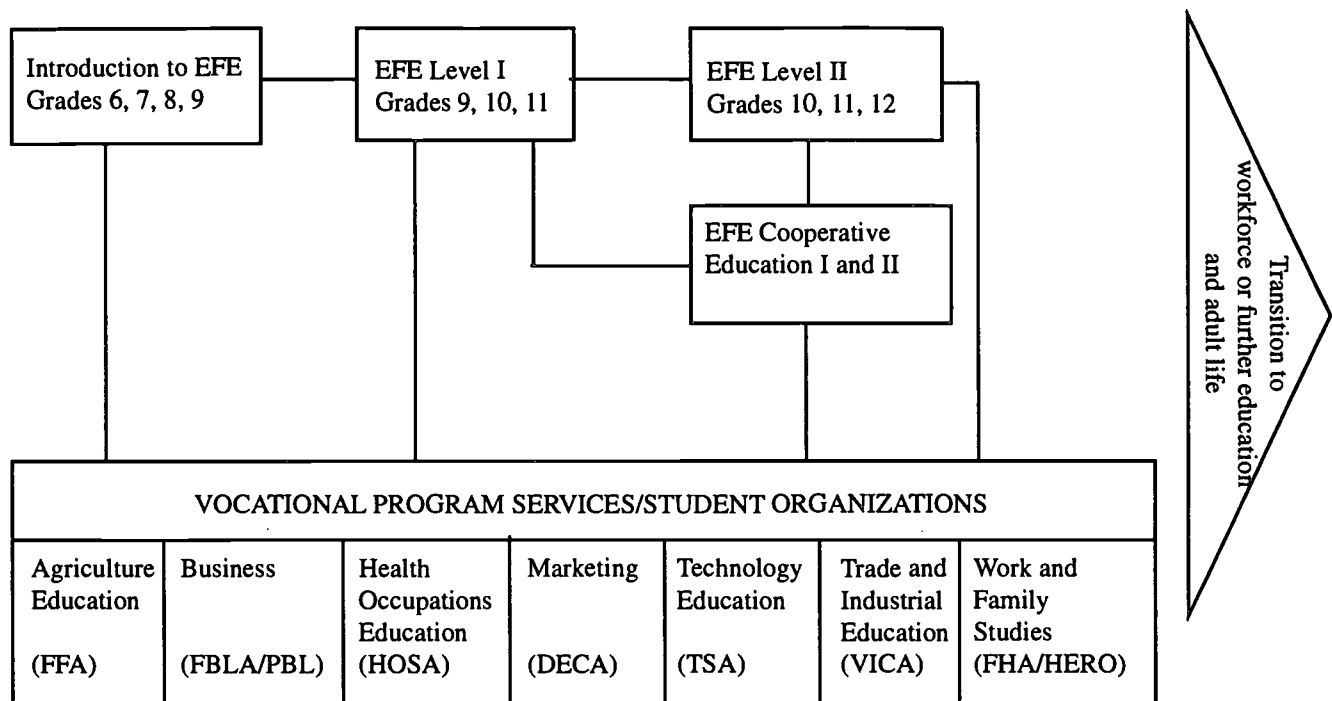 Introduction to EFE
Grades 6, 7, 8, 9
EFE Level I
Grades 9, 10, 11
EFE Level II
Grades 10, 11, 12
EFE Cooperative
Education I and II
Transition to
workforce or further education
and adult life
VOCATIONAL PROGRAM SERVICES/STUDENT ORGANIZATIONS
Agriculture
Education
(FFA)
Business
(FBLA/PBL)
Health
Occupations
Education
(HOSA)
Marketing
(DECA)
Technology
Education
(TSA)
Trade and
Industrial
Education
(VICA)
Work and
Family
Studies
(FHA/HERO)